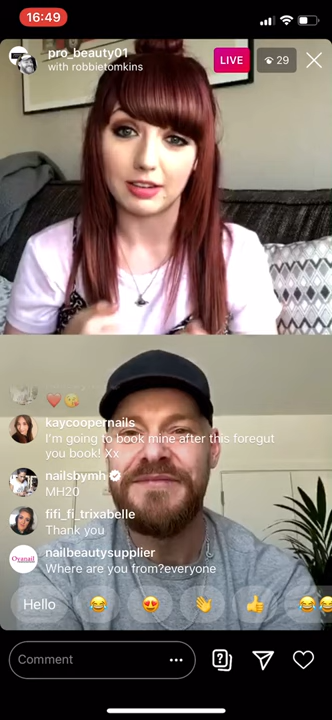 16:49
pro_beauty01
with robbietomkins
LIVE
29
kaycoopernails
I'm going to book mine after this foregut
you book! Xx
nailsbymh
MH20
fifi_fi_trixabelle
Thank you
Oyanail
nailbeautysupplier
Where are you from?everyone
Hello
Comment